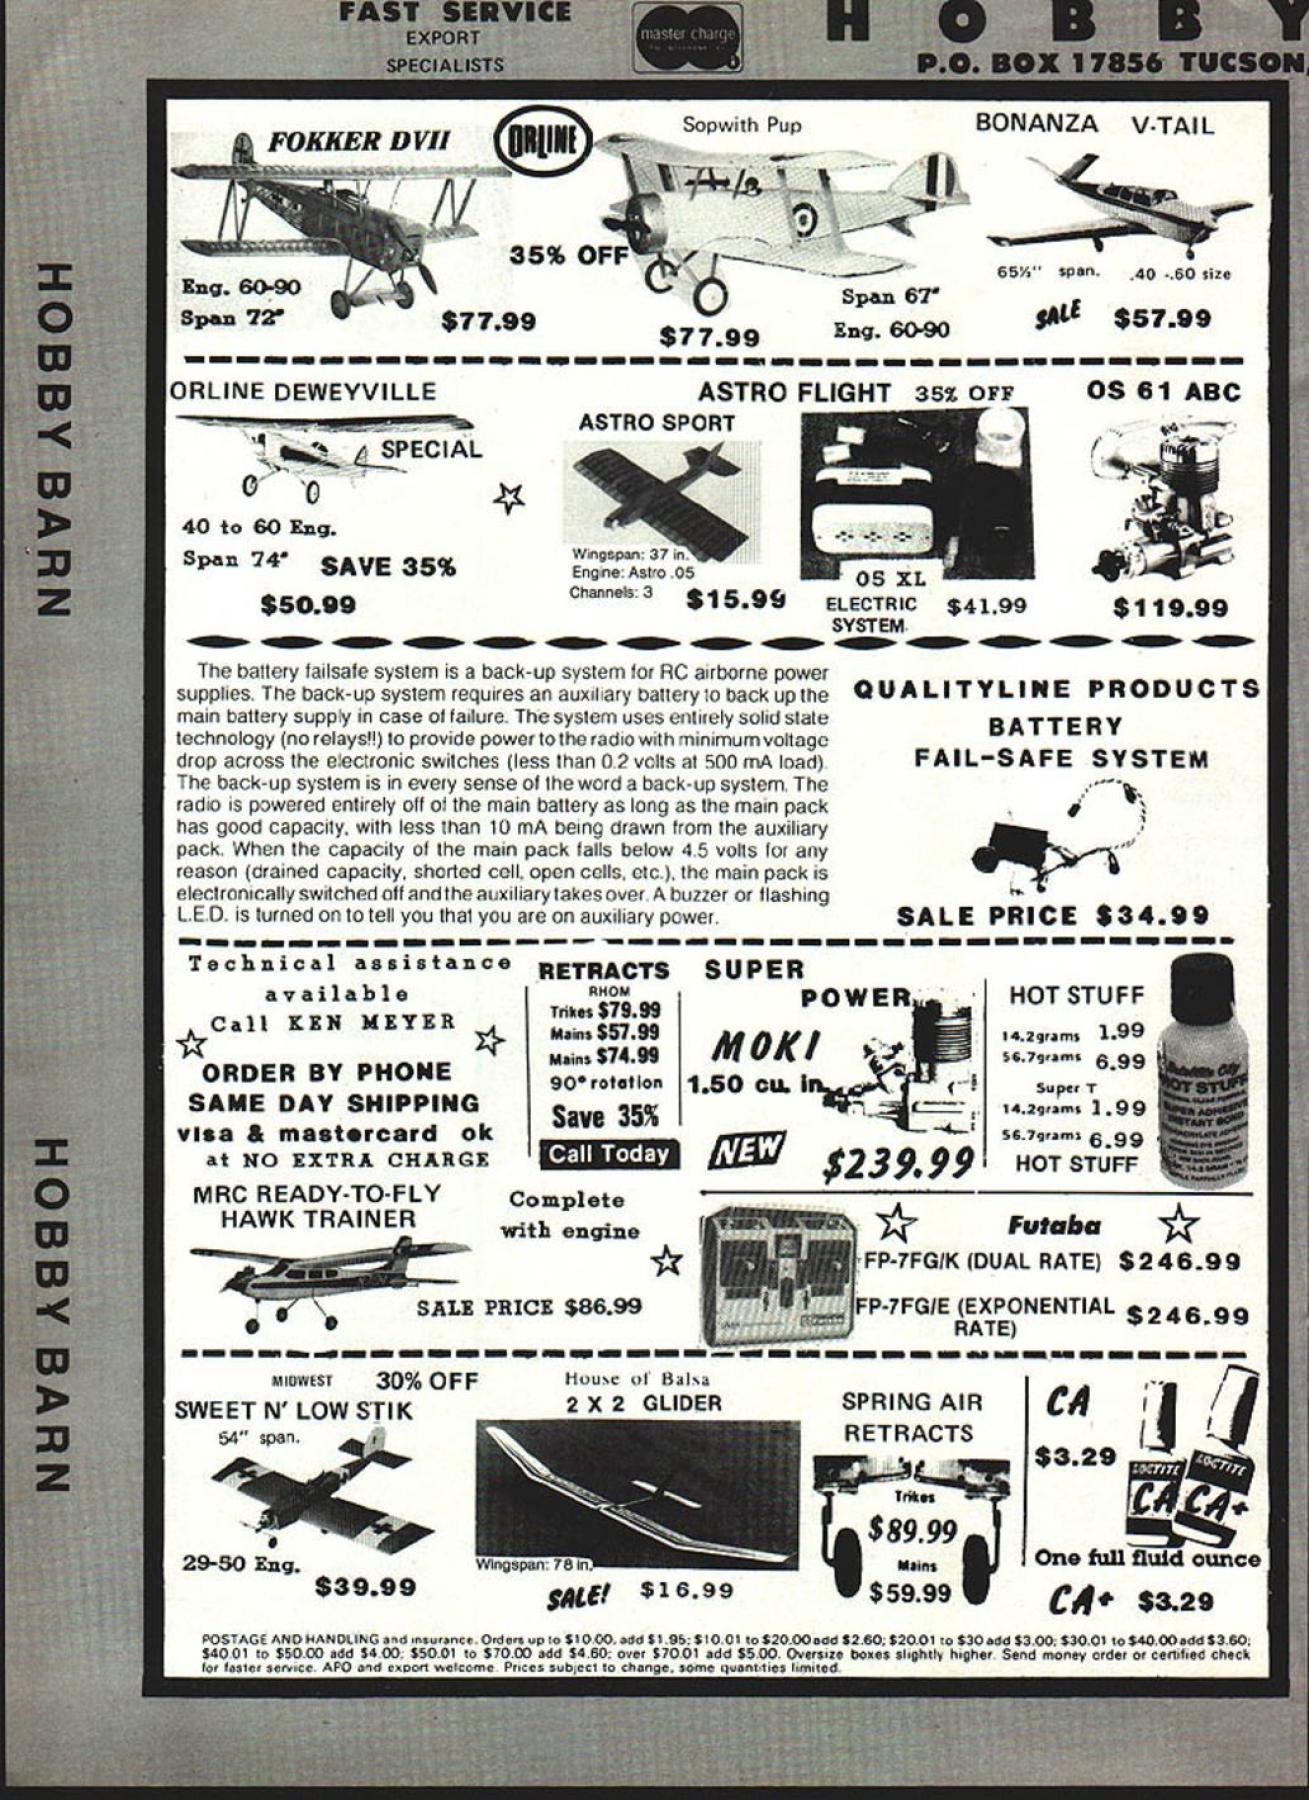 FAST SERVICE
EXPORT
SPECIALISTS
master charge
HOBBY
P.O. BOX 17856 TUCSON,
HOBBY BARN
HOBBY BARN
FOKKER DVII
Eng. 60-90
Span 72"
$77.99
ORLINE
35% OFF
Sopwith Pup
A/8
$77.99
Span 67"
Eng. 60-90
BONANZA V-TAIL
65½" span. .40 -.60 size
SALE $57.99
ORLINE DEWEYVILLE
SPECIAL
40 to 60 Eng.
Span 74" SAVE 35%
$50.99
ASTRO FLIGHT 35% OFF
ASTRO SPORT
Wingspan: 37 in.
Engine: Astro .05
Channels: 3 $15.99
05 XL
ELECTRIC $41.99
SYSTEM.
OS 61 ABC
$119.99
The battery failsafe system is a back-up system for RC airborne power
supplies. The back-up system requires an auxiliary battery to back up the
main battery supply in case of failure. The system uses entirely solid state
technology (no relays!!) to provide power to the radio with minimum voltage
drop across the electronic switches (less than 0.2 volts at 500 mA load).
The back-up system is in every sense of the word a back-up system. The
radio is powered entirely off of the main battery as long as the main pack
has good capacity, with less than 10 mA being drawn from the auxiliary
pack. When the capacity of the main pack falls below 4.5 volts for any
reason (drained capacity, shorted cell, open cells, etc.), the main pack is
electronically switched off and the auxiliary takes over. A buzzer or flashing
L.E.D. is turned on to tell you that you are on auxiliary power.
QUALITYLINE PRODUCTS
BATTERY
FAIL-SAFE SYSTEM
SALE PRICE $34.99
Technical assistance
available
Call KEN MEYER
ORDER BY PHONE
SAME DAY SHIPPING
visa & mastercard ok
at NO EXTRA CHARGE
RETRACTS
RHOM
Trikes $79.99
Mains $57.99
Mains $74.99
90° rotation
Save 35%
Call Today
SUPER
POWER
MOKI
1.50 cu. in.
NEW
$239.99
HOT STUFF
14.2grams 1.99
56.7grams 6.99
Super T
14.2grams 1.99
56.7grams 6.99
HOT STUFF
Satellite City
HOT STUFF
SUPER ADHESIVE
INSTANT BOND
MRC READY-TO-FLY
HAWK TRAINER
Complete
with engine
SALE PRICE $86.99
Futaba
FP-7FG/K (DUAL RATE) $246.99
FP-7FG/E (EXPONENTIAL $246.99
RATE)
MIDWEST 30% OFF
SWEET N' LOW STIK
54" span.
29-50 Eng.
$39.99
House of Balsa
2 X 2 GLIDER
Wingspan: 78 in.
SALE! $16.99
SPRING AIR
RETRACTS
Trikes
$89.99
Mains
$59.99
CA
$3.29
LOCTITE
CA
LOCTITE
CA+
One full fluid ounce
CA+ $3.29
POSTAGE AND HANDLING and insurance. Orders up to $10.00, add $1.95; $10.01 to $20.00 add $2.60; $20.01 to $30 add $3.00; $30.01 to $40.00 add $3.60;
$40.01 to $50.00 add $4.00; $50.01 to $70.00 add $4.60; over $70.01 add $5.00. Oversize boxes slightly higher. Send money order or certified check
for faster service. APO and export welcome. Prices subject to change, some quantities limited.